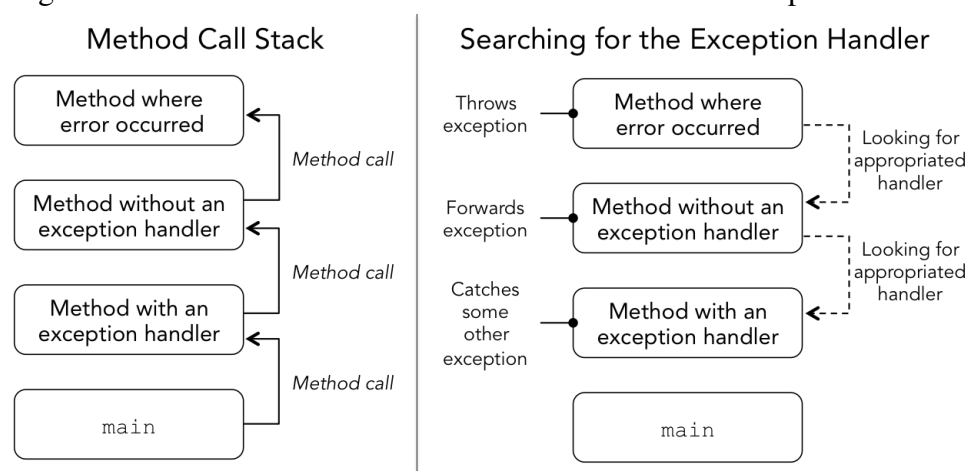 Method Call Stack
Method where
error occurred
Method call
Method without an
exception handler
Method call
Method with an
exception handler
Method call
main
Searching for the Exception Handler
Throws
exception
Method where
error occurred
Looking for
appropriated
handler
Forwards
exception
Method without an
exception handler
Looking for
appropriated
handler
Catches
some
other
exception
Method with an
exception handler
main